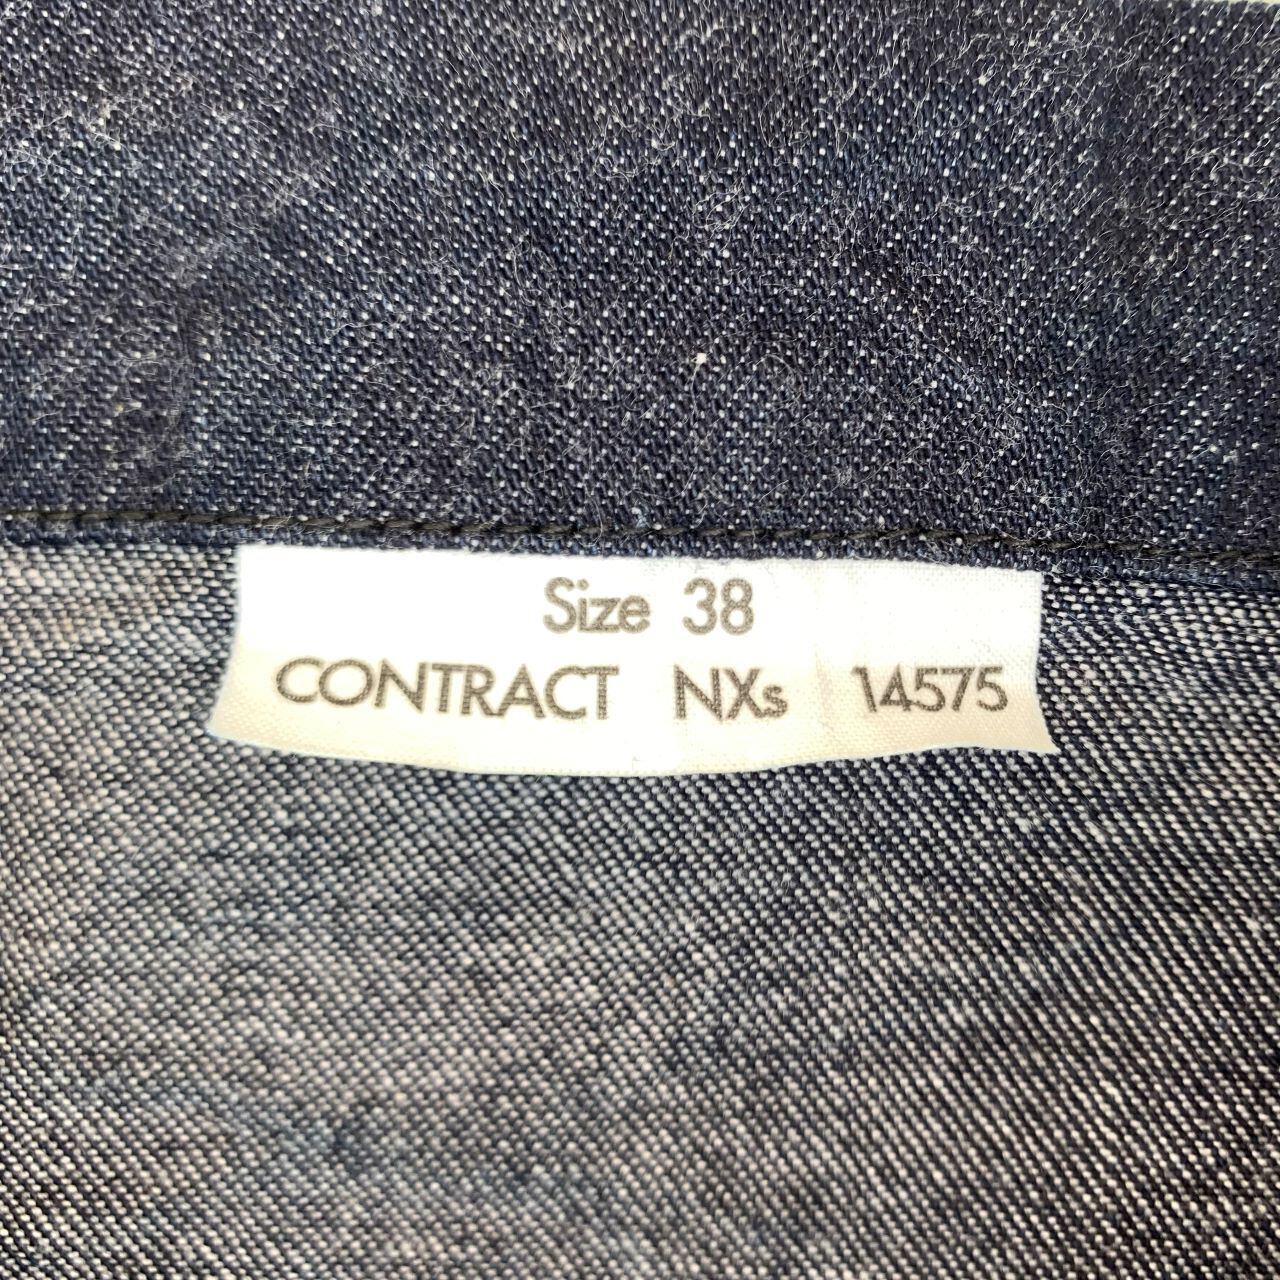 Size 38
CONTRACT NXs 14575